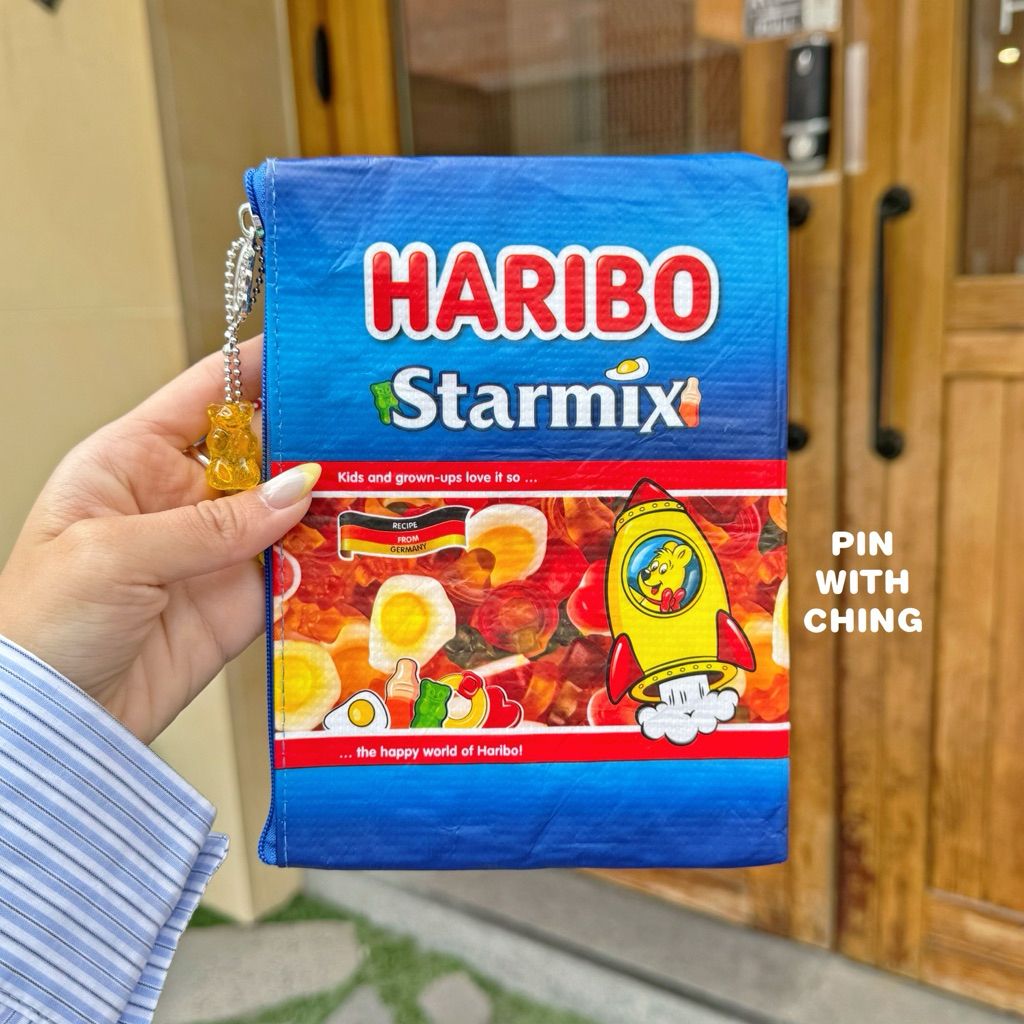 HARIBO
Starmix
Kids and grown-ups love it so ...
RECIPE
FROM
GERMANY
... the happy world of Haribo!
PIN
WITH
CHING